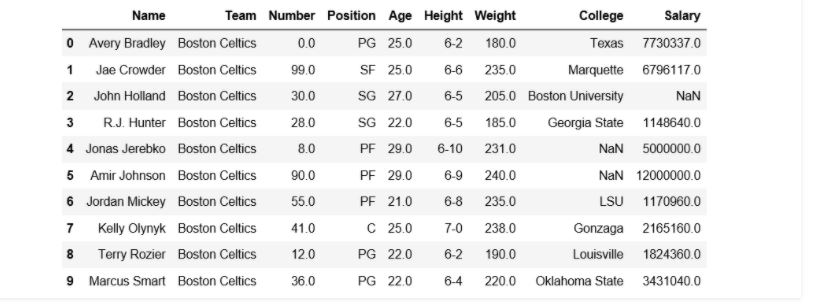 Name Team Number Position Age Height Weight College Salary
0 Avery Bradley Boston Celtics 0.0 PG 25.0 6-2 180.0 Texas 7730337.0
1 Jae Crowder Boston Celtics 99.0 SF 25.0 6-6 235.0 Marquette 6796117.0
2 John Holland Boston Celtics 30.0 SG 27.0 6-5 205.0 Boston University NaN
3 R.J. Hunter Boston Celtics 28.0 SG 22.0 6-5 185.0 Georgia State 1148640.0
4 Jonas Jerebko Boston Celtics 8.0 PF 29.0 6-10 231.0 NaN 5000000.0
5 Amir Johnson Boston Celtics 90.0 PF 29.0 6-9 240.0 NaN 12000000.0
6 Jordan Mickey Boston Celtics 55.0 PF 21.0 6-8 235.0 LSU 1170960.0
7 Kelly Olynyk Boston Celtics 41.0 C 25.0 7-0 238.0 Gonzaga 2165160.0
8 Terry Rozier Boston Celtics 12.0 PG 22.0 6-2 190.0 Louisville 1824360.0
9 Marcus Smart Boston Celtics 36.0 PG 22.0 6-4 220.0 Oklahoma State 3431040.0